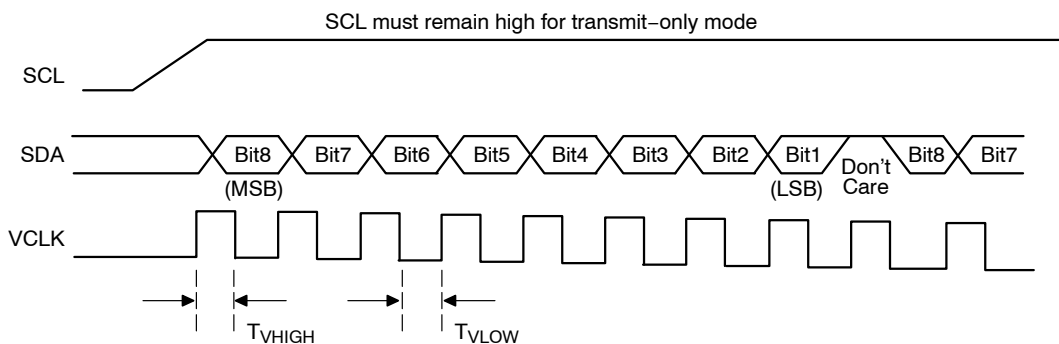 SCL must remain high for transmit−only mode
SCL
SDA
Bit8 Bit7 Bit6 Bit5 Bit4 Bit3 Bit2 Bit1 Don't Care Bit8 Bit7
(MSB) (LSB)
VCLK
TVHIGH TVLOW